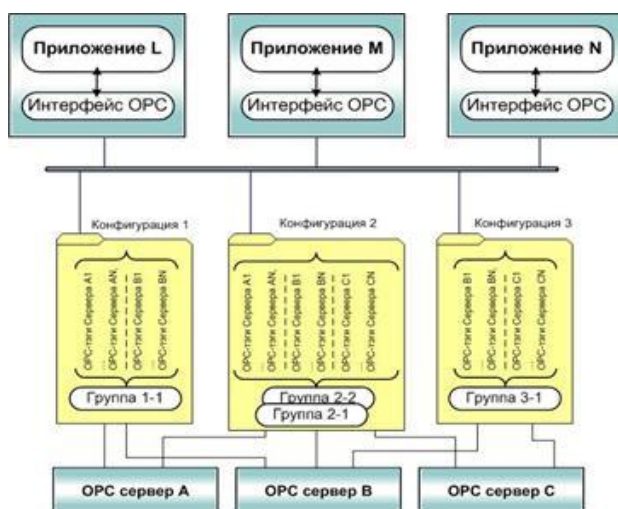 Приложение L
Приложение M
Приложение N
Интерфейс OPC
Интерфейс OPC
Интерфейс OPC
Конфигурация 1
Конфигурация 2
Конфигурация 3
OPC-тэги Сервера A1
... OPC-тэги Сервера AN,
OPC-тэги Сервера B1
... OPC-тэги Сервера BN
OPC-тэги Сервера A1
... OPC-тэги Сервера AN,
OPC-тэги Сервера B1
... OPC-тэги Сервера BN
OPC-тэги Сервера C1
... OPC-тэги Сервера CN
OPC-тэги Сервера B1
... OPC-тэги Сервера BN,
OPC-тэги Сервера C1
... OPC-тэги Сервера CN
Группа 1-1
Группа 2-2
Группа 2-1
Группа 3-1
OPC сервер A
OPC сервер B
OPC сервер C